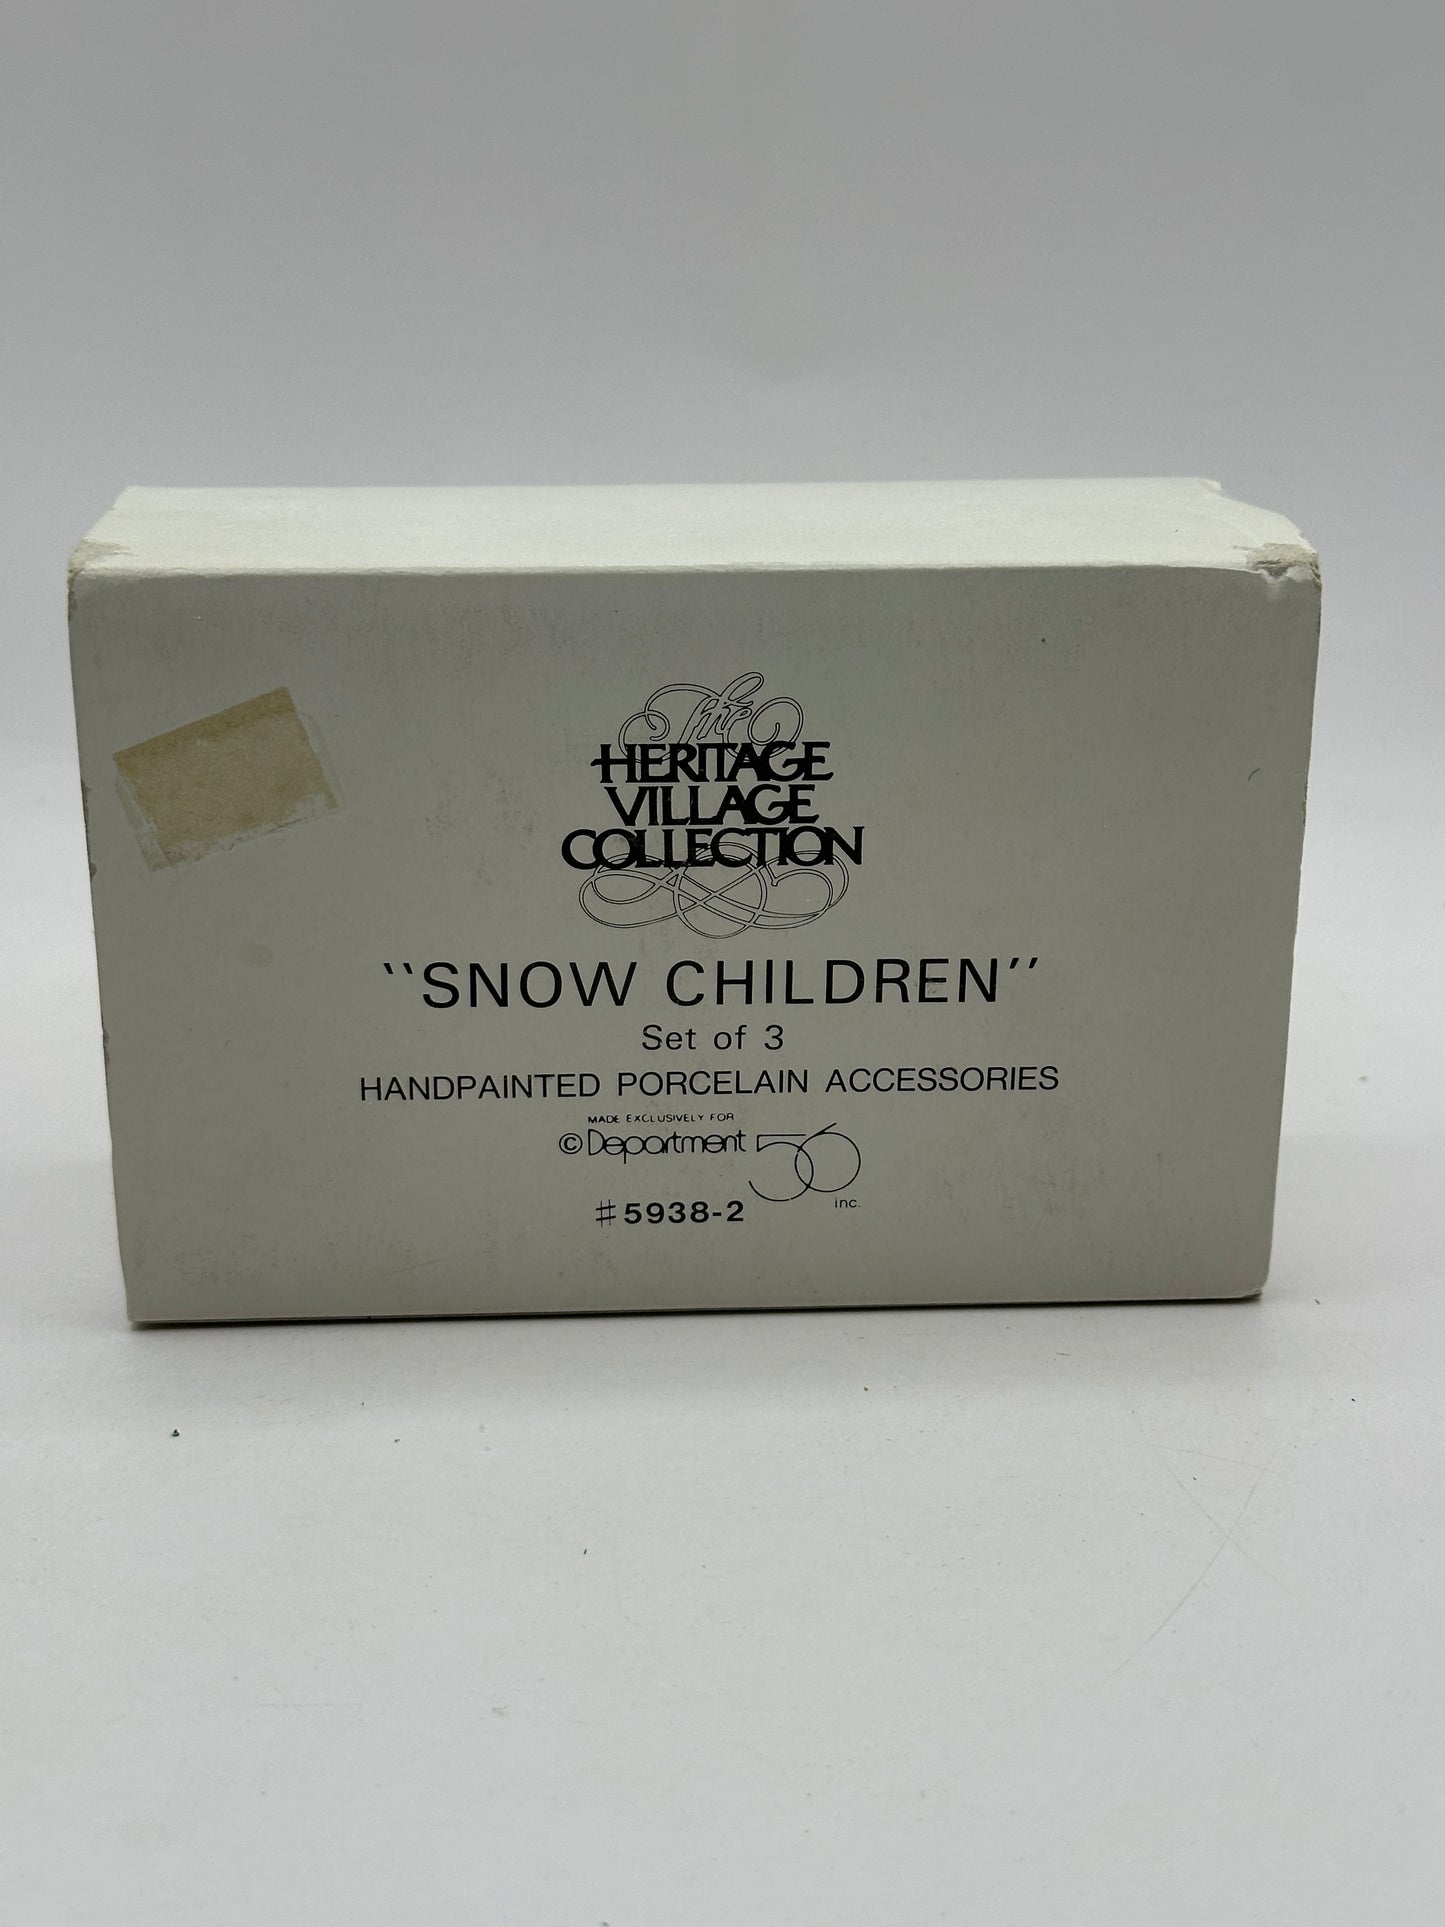 The
HERITAGE
VILLAGE
COLLECTION
"SNOW CHILDREN"
Set of 3
HANDPAINTED PORCELAIN ACCESSORIES
MADE EXCLUSIVELY FOR
© Department 56
inc.
#5938-2